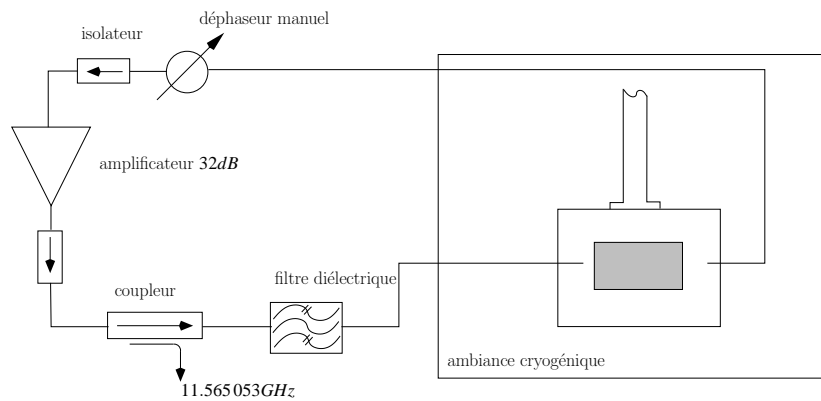 déphaseur manuel
isolateur
amplificateur 32dB
filtre diélectrique
coupleur
ambiance cryogénique
11.565 053GHz